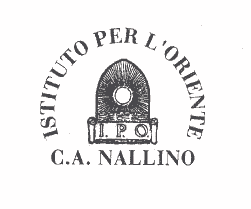 ISTITUTO PER L'ORIENTE
I. P. O.
C.A. NALLINO